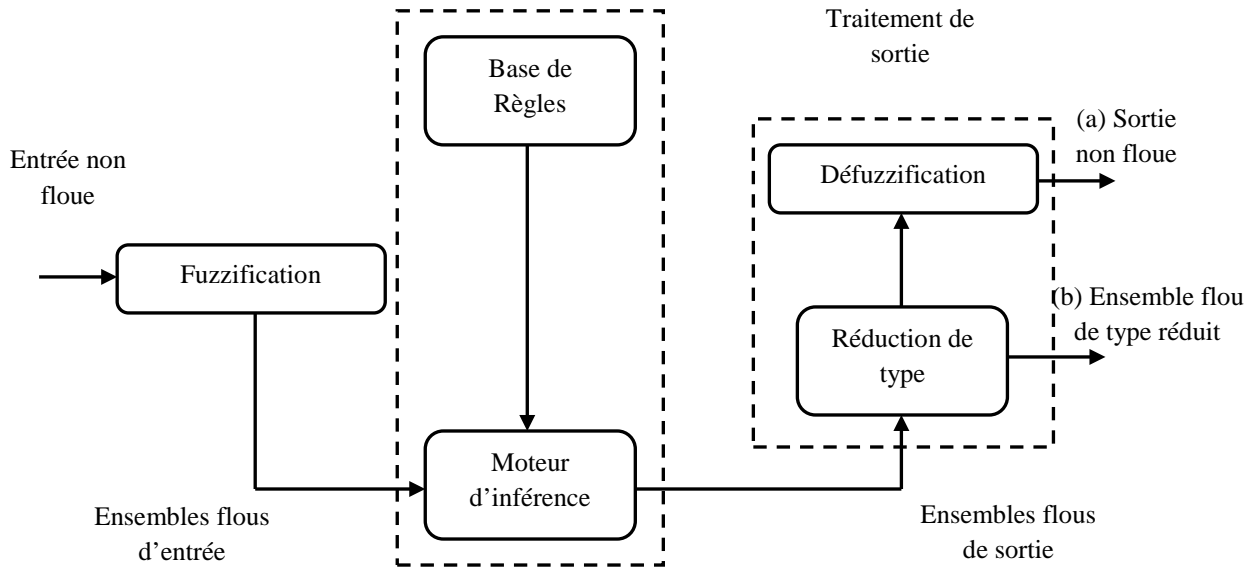 Entrée non
floue
Fuzzification
Ensembles flous
d’entrée
Base de
Règles
Moteur
d’inférence
Traitement de
sortie
Défuzzification
Réduction de
type
(a) Sortie
non floue
(b) Ensemble flou
de type réduit
Ensembles flous
de sortie